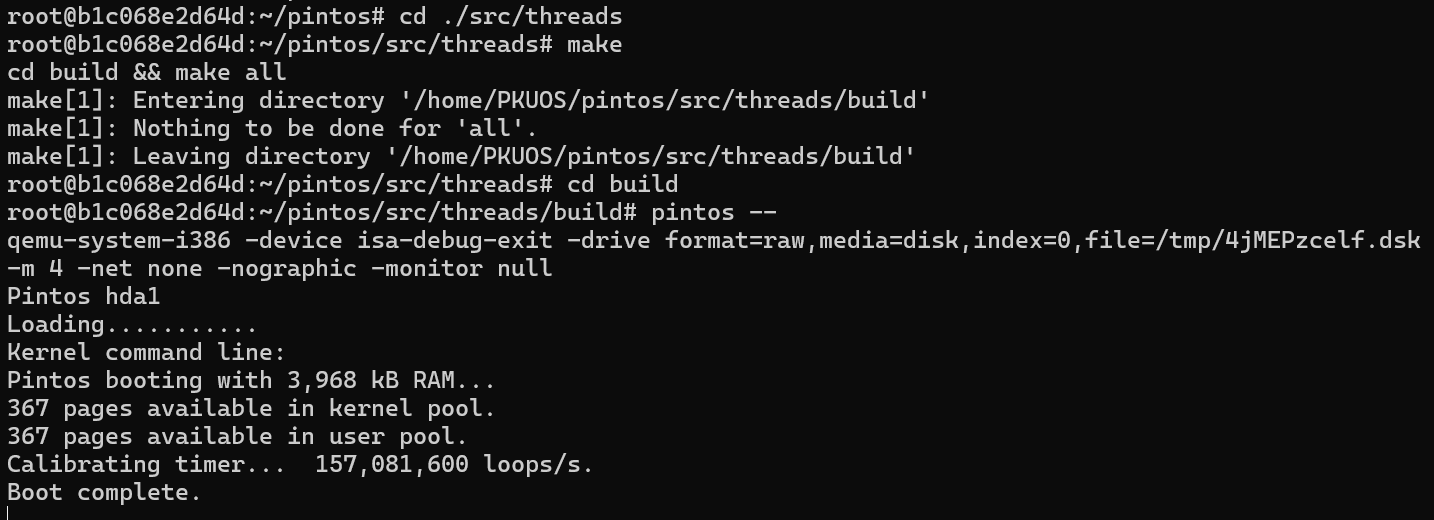 root@b1c068e2d64d:~/pintos# cd ./src/threads
root@b1c068e2d64d:~/pintos/src/threads# make
cd build && make all
make[1]: Entering directory '/home/PKUOS/pintos/src/threads/build'
make[1]: Nothing to be done for 'all'.
make[1]: Leaving directory '/home/PKUOS/pintos/src/threads/build'
root@b1c068e2d64d:~/pintos/src/threads# cd build
root@b1c068e2d64d:~/pintos/src/threads/build# pintos --
qemu-system-i386 -device isa-debug-exit -drive format=raw,media=disk,index=0,file=/tmp/4jMEPzcelf.dsk
-m 4 -net none -nographic -monitor null
Pintos hda1
Loading...........
Kernel command line:
Pintos booting with 3,968 kB RAM...
367 pages available in kernel pool.
367 pages available in user pool.
Calibrating timer...  157,081,600 loops/s.
Boot complete.